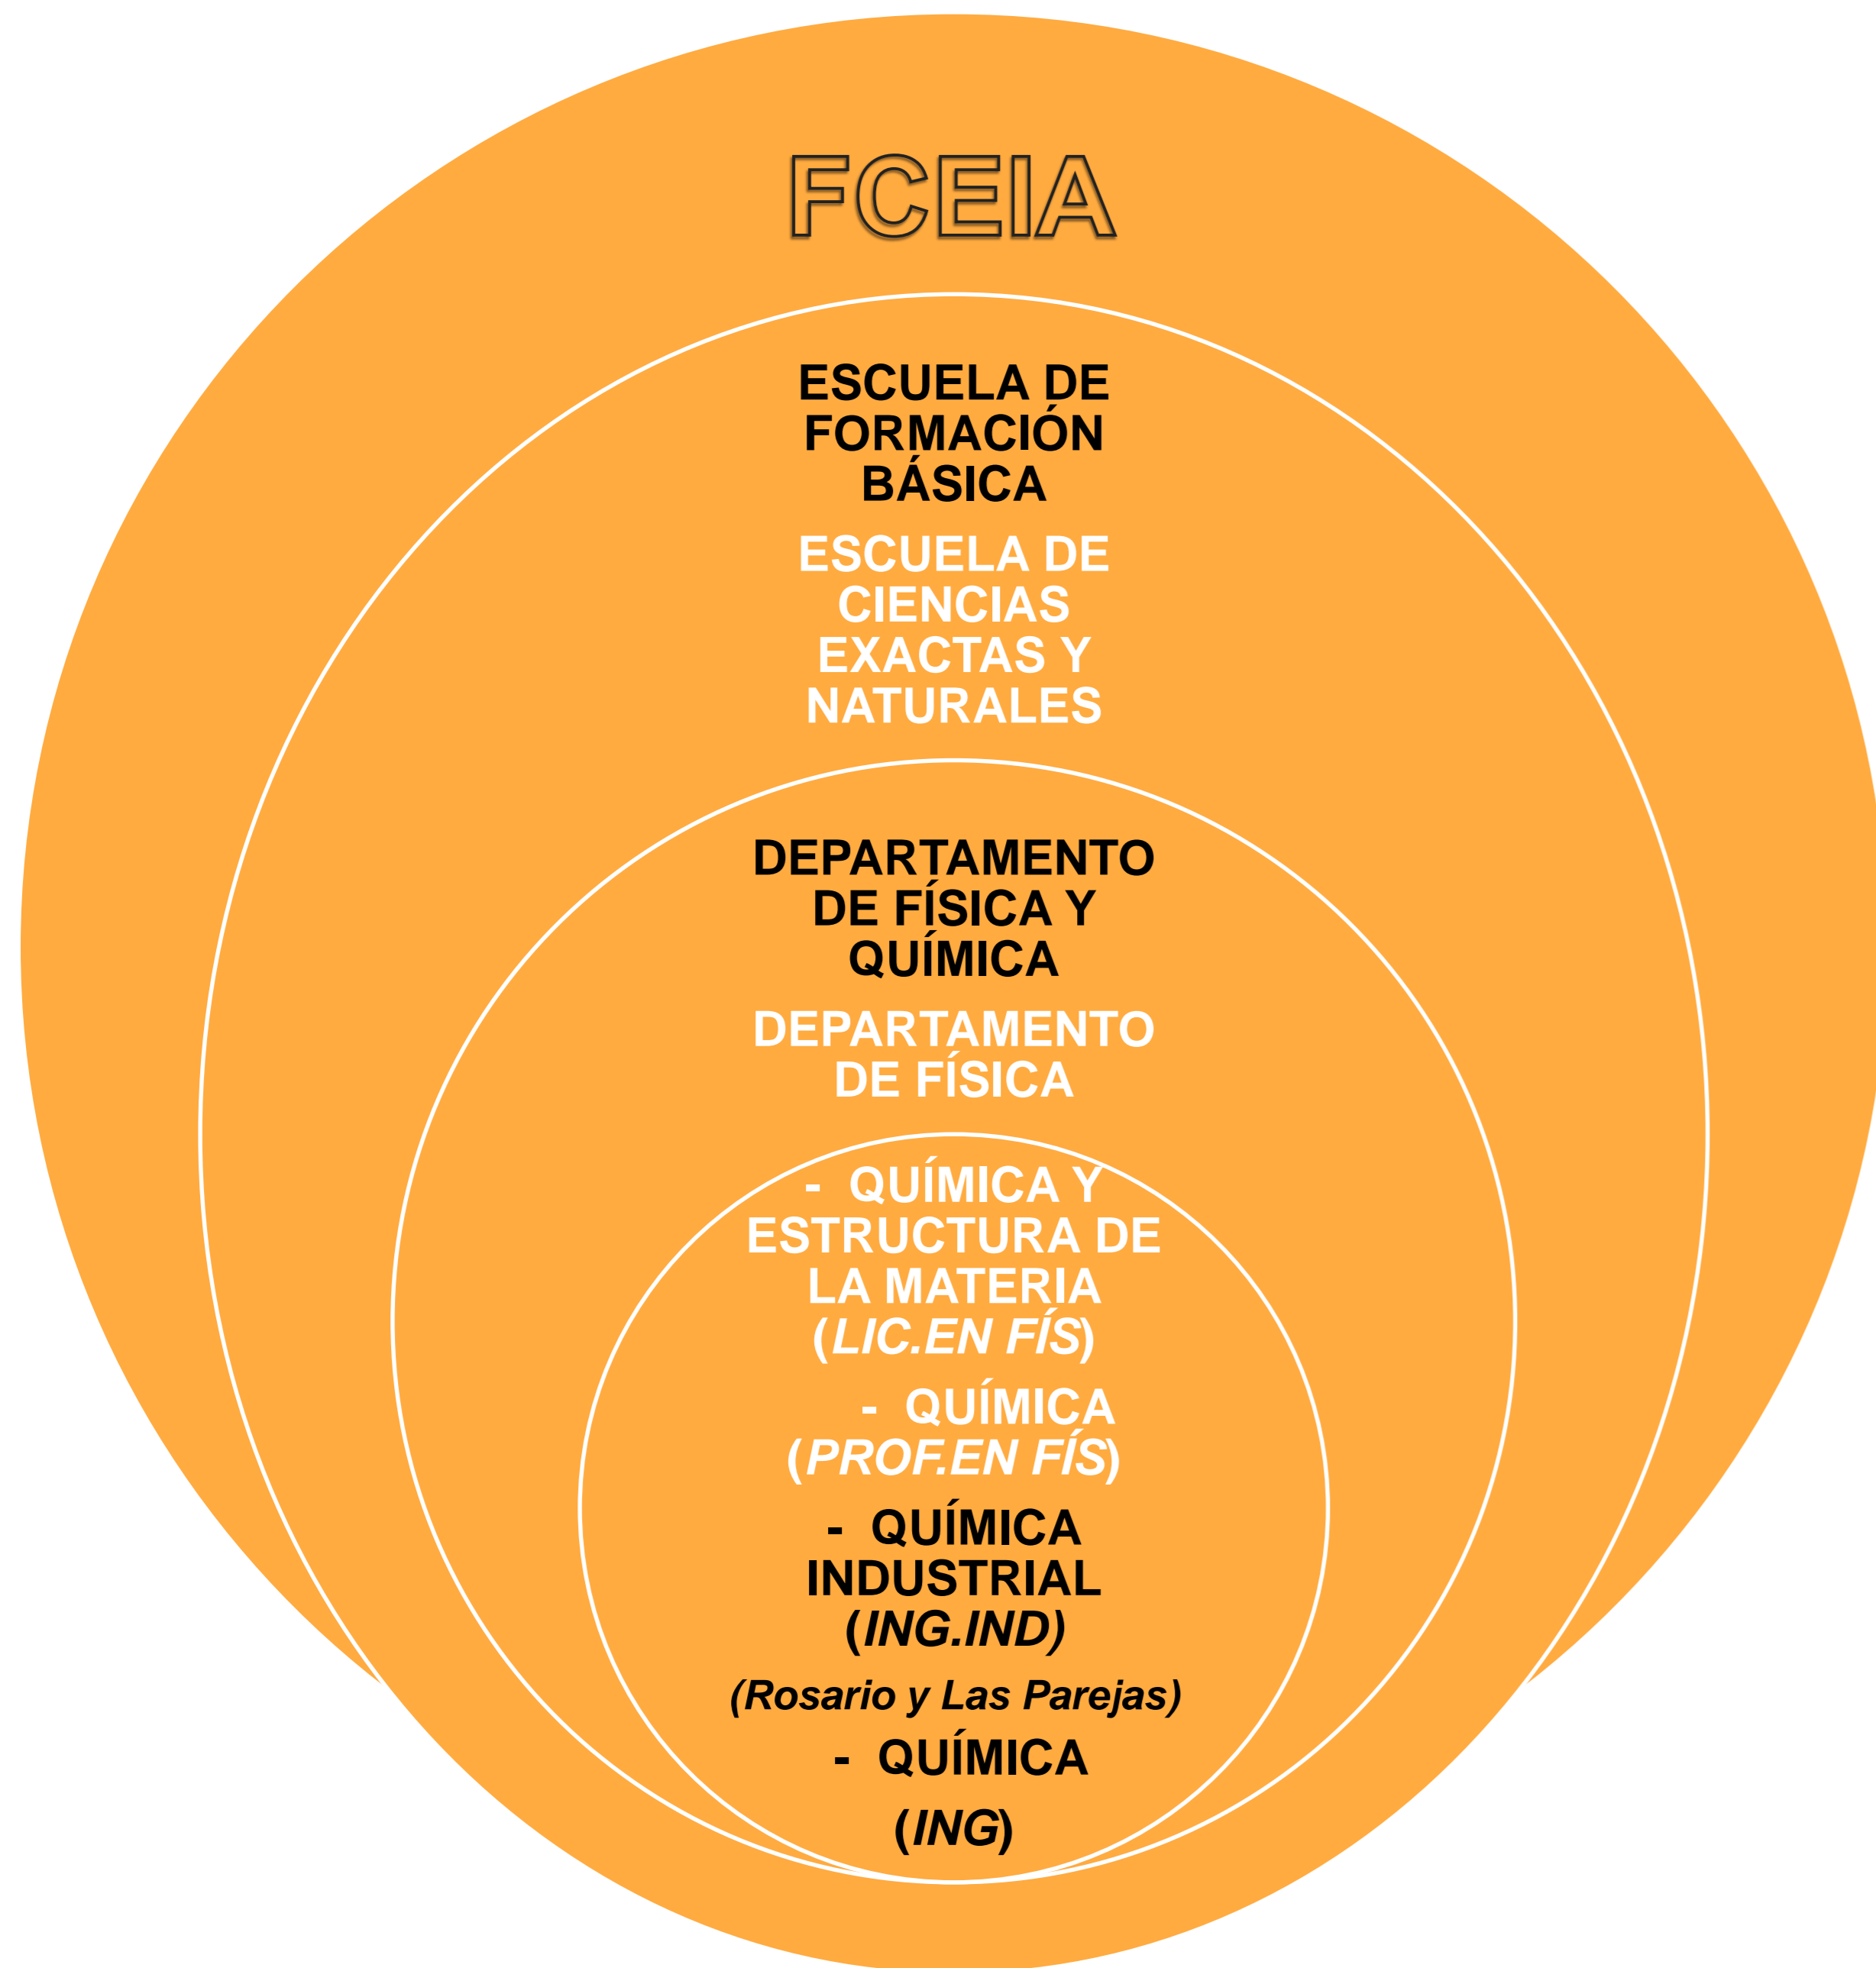 FCEIA
ESCUELA DE
FORMACIÓN
BÁSICA
ESCUELA DE
CIENCIAS
EXACTAS Y
NATURALES
DEPARTAMENTO
DE FÍSICA Y
QUÍMICA
DEPARTAMENTO
DE FÍSICA
- QUÍMICA Y
ESTRUCTURA DE
LA MATERIA
(LIC.EN FÍS)
- QUÍMICA
(PROF.EN FÍS)
- QUÍMICA
INDUSTRIAL
(ING.IND)
(Rosario y Las Parejas)
- QUÍMICA
(ING)